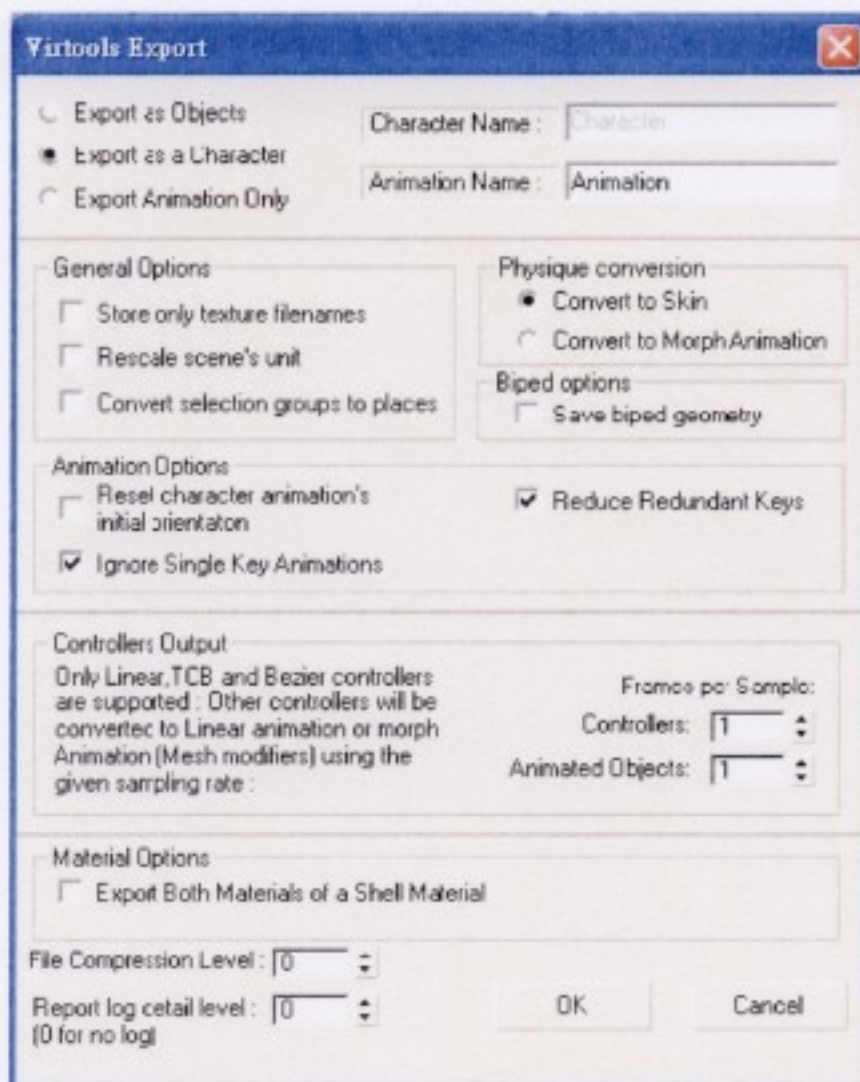 Virtools Export
Export as Objects
Export as a Character
Export Animation Only
Character Name :
Character
Animation Name :
Animation
General Options
Store only texture filenames
Rescale scene's unit
Convert selection groups to places
Physique conversion
Convert to Skin
Convert to Morph Animation
Biped options
Save biped geometry
Animation Options
Reset character animation's
initial orientaton
Ignore Single Key Animations
Reduce Redundant Keys
Controllers Output
Only Linear,TCB and Bezier controllers
are supported : Other controllers will be
converted to Linear animation or morph
Animation (Mesh modifiers) using the
given sampling rate :
Frames per Sample:
Controllers: 1
Animated Objects: 1
Material Options
Export Both Materials of a Shell Material
File Compression Level : 0
Report log detail level : 0
(0 for no log)
OK
Cancel